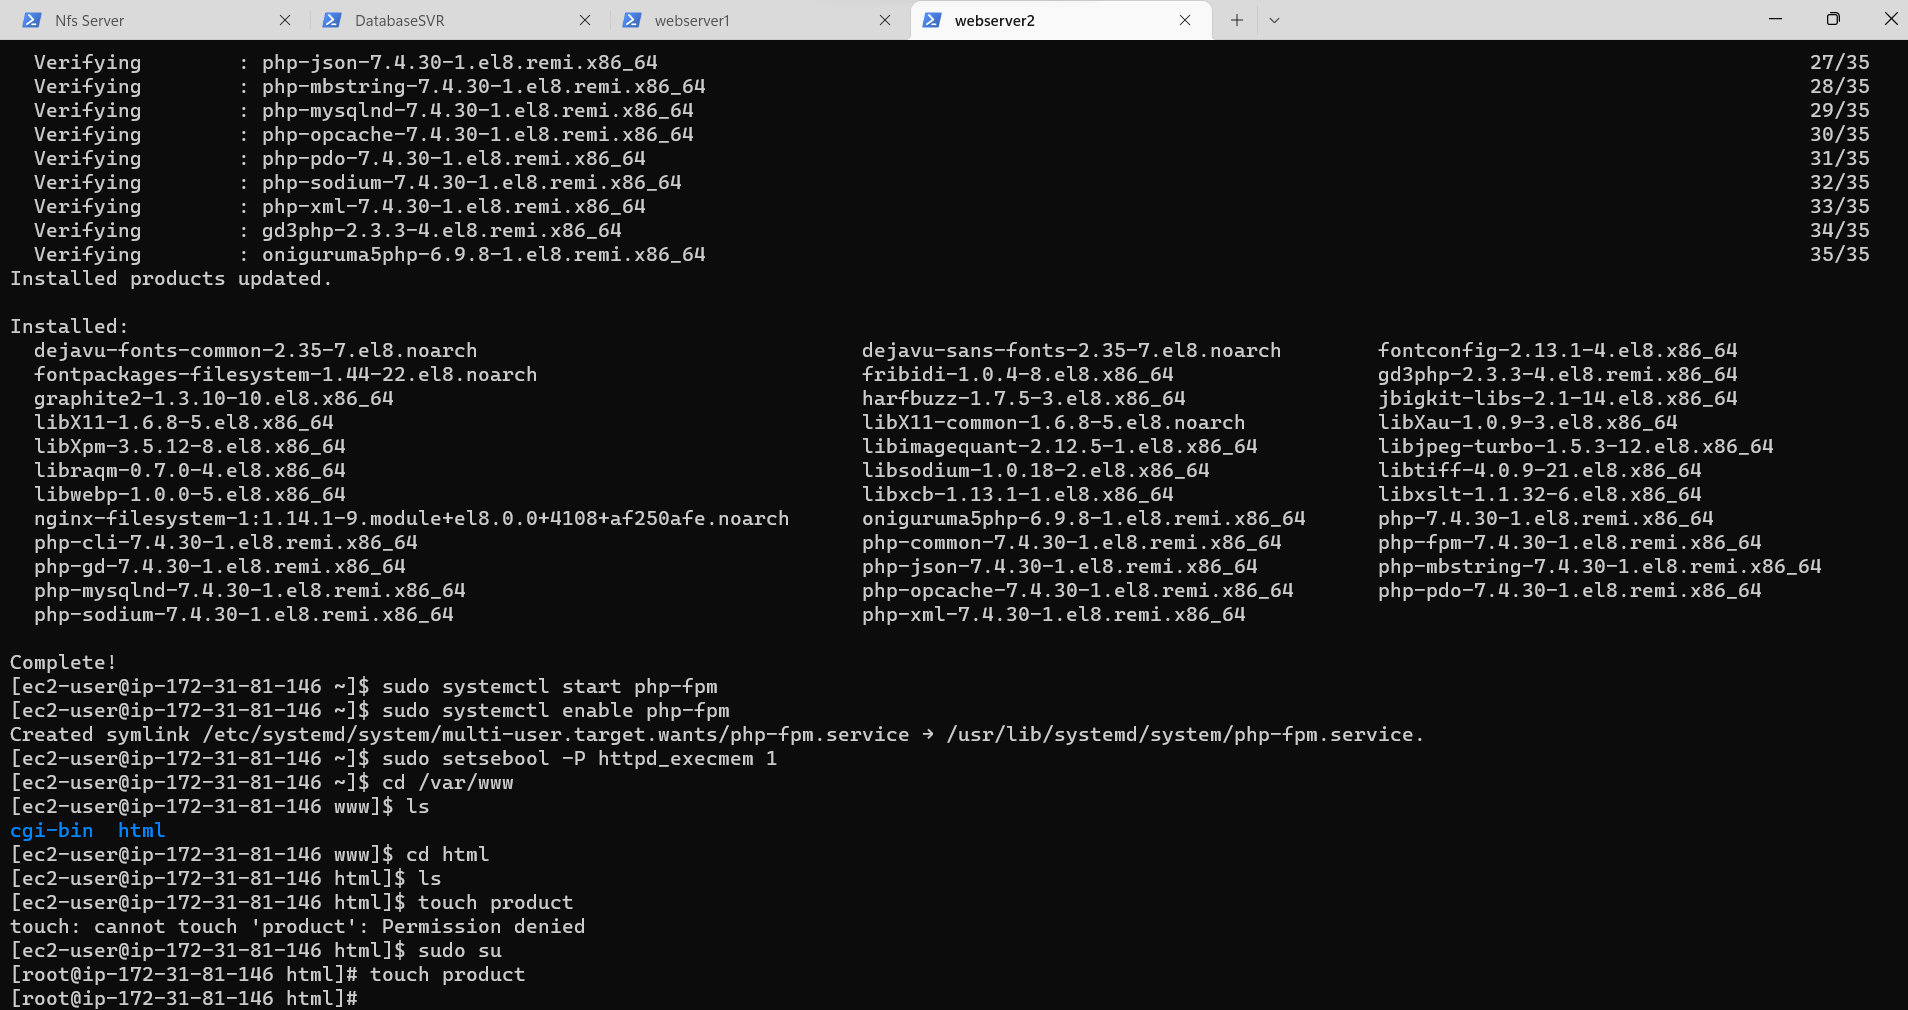 Nfs Server DatabaseSVR webserver1 webserver2
Verifying : php-json-7.4.30-1.el8.remi.x86_64 27/35
Verifying : php-mbstring-7.4.30-1.el8.remi.x86_64 28/35
Verifying : php-mysqlnd-7.4.30-1.el8.remi.x86_64 29/35
Verifying : php-opcache-7.4.30-1.el8.remi.x86_64 30/35
Verifying : php-pdo-7.4.30-1.el8.remi.x86_64 31/35
Verifying : php-sodium-7.4.30-1.el8.remi.x86_64 32/35
Verifying : php-xml-7.4.30-1.el8.remi.x86_64 33/35
Verifying : gd3php-2.3.3-4.el8.remi.x86_64 34/35
Verifying : oniguruma5php-6.9.8-1.el8.remi.x86_64 35/35
Installed products updated.
Installed:
dejavu-fonts-common-2.35-7.el8.noarch dejavu-sans-fonts-2.35-7.el8.noarch fontconfig-2.13.1-4.el8.x86_64
fontpackages-filesystem-1.44-22.el8.noarch fribidi-1.0.4-8.el8.x86_64 gd3php-2.3.3-4.el8.remi.x86_64
graphite2-1.3.10-10.el8.x86_64 harfbuzz-1.7.5-3.el8.x86_64 jbigkit-libs-2.1-14.el8.x86_64
libX11-1.6.8-5.el8.x86_64 libX11-common-1.6.8-5.el8.noarch libXau-1.0.9-3.el8.x86_64
libXpm-3.5.12-8.el8.x86_64 libimagequant-2.12.5-1.el8.x86_64 libjpeg-turbo-1.5.3-12.el8.x86_64
libraqm-0.7.0-4.el8.x86_64 libsodium-1.0.18-2.el8.x86_64 libtiff-4.0.9-21.el8.x86_64
libwebp-1.0.0-5.el8.x86_64 libxcb-1.13.1-1.el8.x86_64 libxslt-1.1.32-6.el8.x86_64
nginx-filesystem-1:1.14.1-9.module+el8.0.0+4108+af250afe.noarch oniguruma5php-6.9.8-1.el8.remi.x86_64 php-7.4.30-1.el8.remi.x86_64
php-cli-7.4.30-1.el8.remi.x86_64 php-common-7.4.30-1.el8.remi.x86_64 php-fpm-7.4.30-1.el8.remi.x86_64
php-gd-7.4.30-1.el8.remi.x86_64 php-json-7.4.30-1.el8.remi.x86_64 php-mbstring-7.4.30-1.el8.remi.x86_64
php-mysqlnd-7.4.30-1.el8.remi.x86_64 php-opcache-7.4.30-1.el8.remi.x86_64 php-pdo-7.4.30-1.el8.remi.x86_64
php-sodium-7.4.30-1.el8.remi.x86_64 php-xml-7.4.30-1.el8.remi.x86_64
Complete!
[ec2-user@ip-172-31-81-146 ~]$ sudo systemctl start php-fpm
[ec2-user@ip-172-31-81-146 ~]$ sudo systemctl enable php-fpm
Created symlink /etc/systemd/system/multi-user.target.wants/php-fpm.service → /usr/lib/systemd/system/php-fpm.service.
[ec2-user@ip-172-31-81-146 ~]$ sudo setsebool -P httpd_execmem 1
[ec2-user@ip-172-31-81-146 ~]$ cd /var/www
[ec2-user@ip-172-31-81-146 www]$ ls
cgi-bin html
[ec2-user@ip-172-31-81-146 www]$ cd html
[ec2-user@ip-172-31-81-146 html]$ ls
[ec2-user@ip-172-31-81-146 html]$ touch product
touch: cannot touch 'product': Permission denied
[ec2-user@ip-172-31-81-146 html]$ sudo su
[root@ip-172-31-81-146 html]# touch product
[root@ip-172-31-81-146 html]#